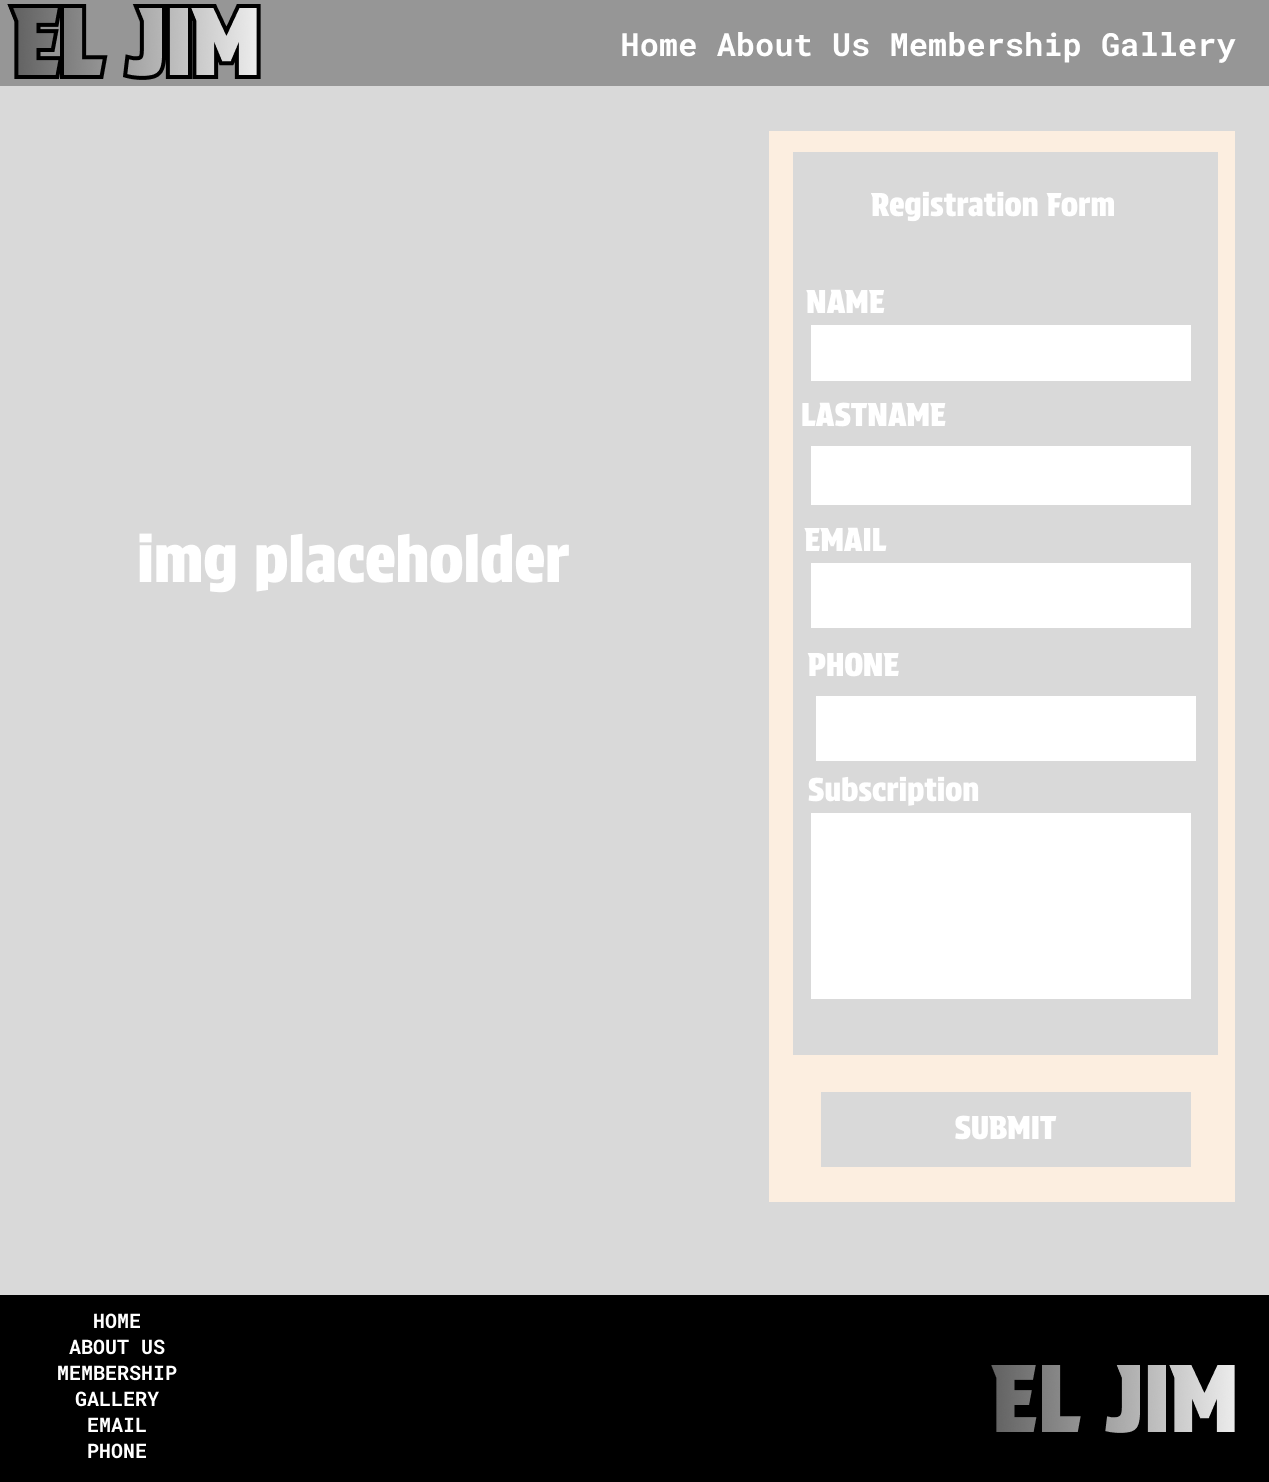 EL JIM
Home About Us Membership Gallery
Registration Form
NAME
LASTNAME
EMAIL
PHONE
Subscription
SUBMIT
img placeholder
HOME
ABOUT US
MEMBERSHIP
GALLERY
EMAIL
PHONE
EL JIM